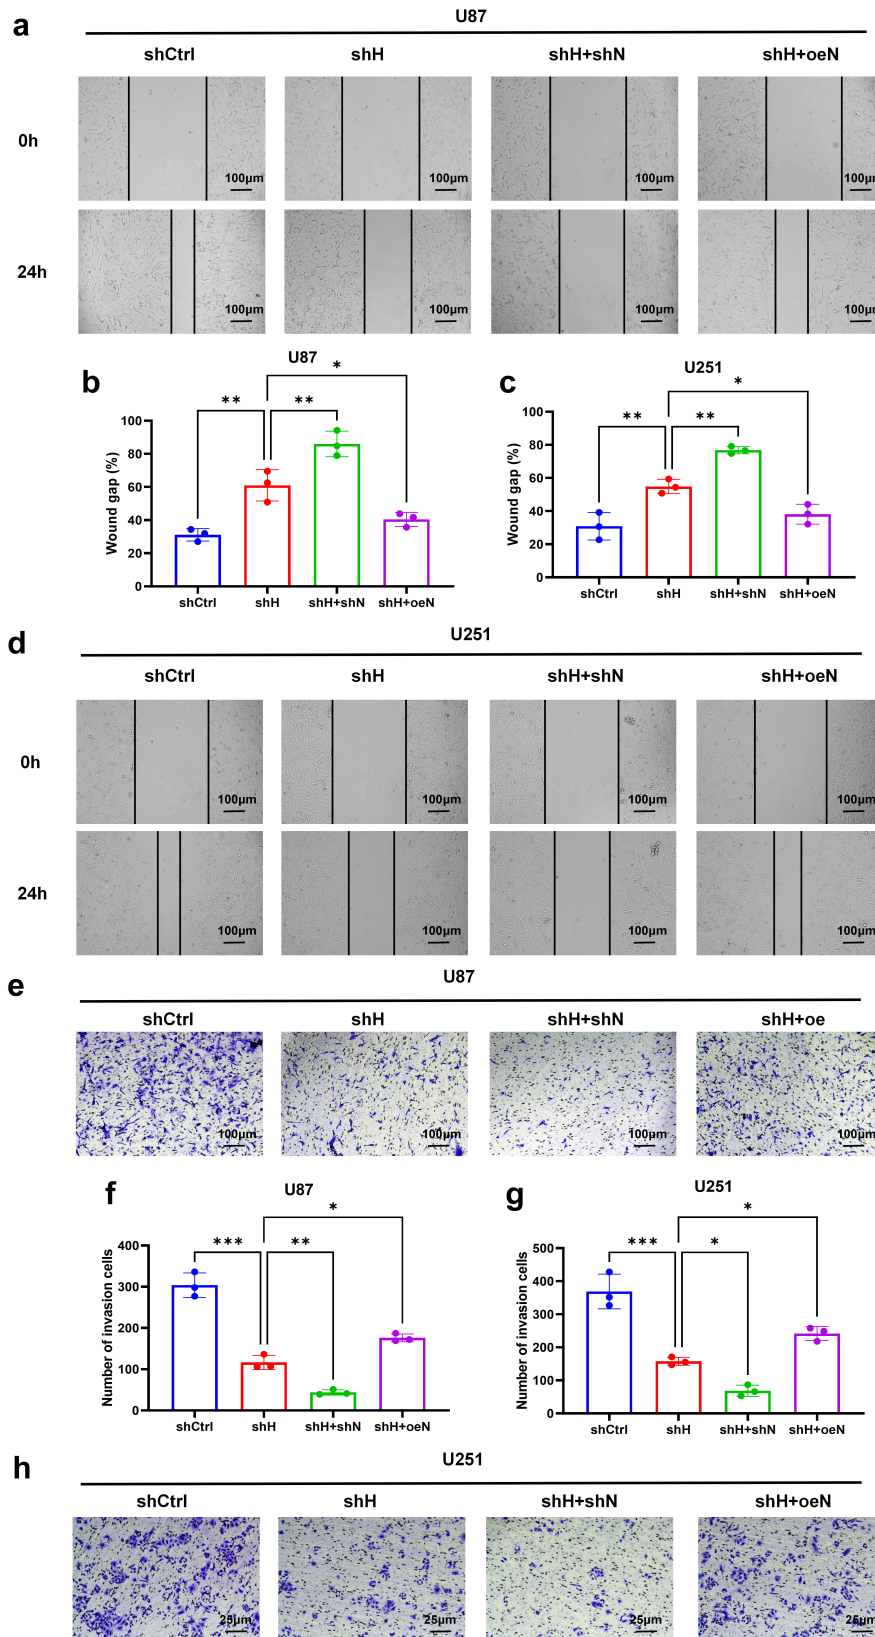 a
U87
shCtrl shH shH+shN shH+oeN
0h
100μm 100μm 100μm 100μm
24h
100μm 100μm 100μm 100μm
b
U87
*
** **
Wound gap (%)
100
80
60
40
20
0
shCtrl shH shH+shN shH+oeN
c
U251
*
** **
Wound gap (%)
100
80
60
40
20
0
shCtrl shH shH+shN shH+oeN
d
U251
shCtrl shH shH+shN shH+oeN
0h
100μm 100μm 100μm 100μm
24h
100μm 100μm 100μm 100μm
e
U87
shCtrl shH shH+shN shH+oe
100μm 100μm 100μm 100μm
f
U87
*
*** **
Number of invasion cells
400
300
200
100
0
shCtrl shH shH+shN shH+oeN
g
U251
*
*** *
Number of invasion cells
500
400
300
200
100
0
shCtrl shH shH+shN shH+oeN
h
U251
shCtrl shH shH+shN shH+oeN
25μm 25μm 25μm 25μm